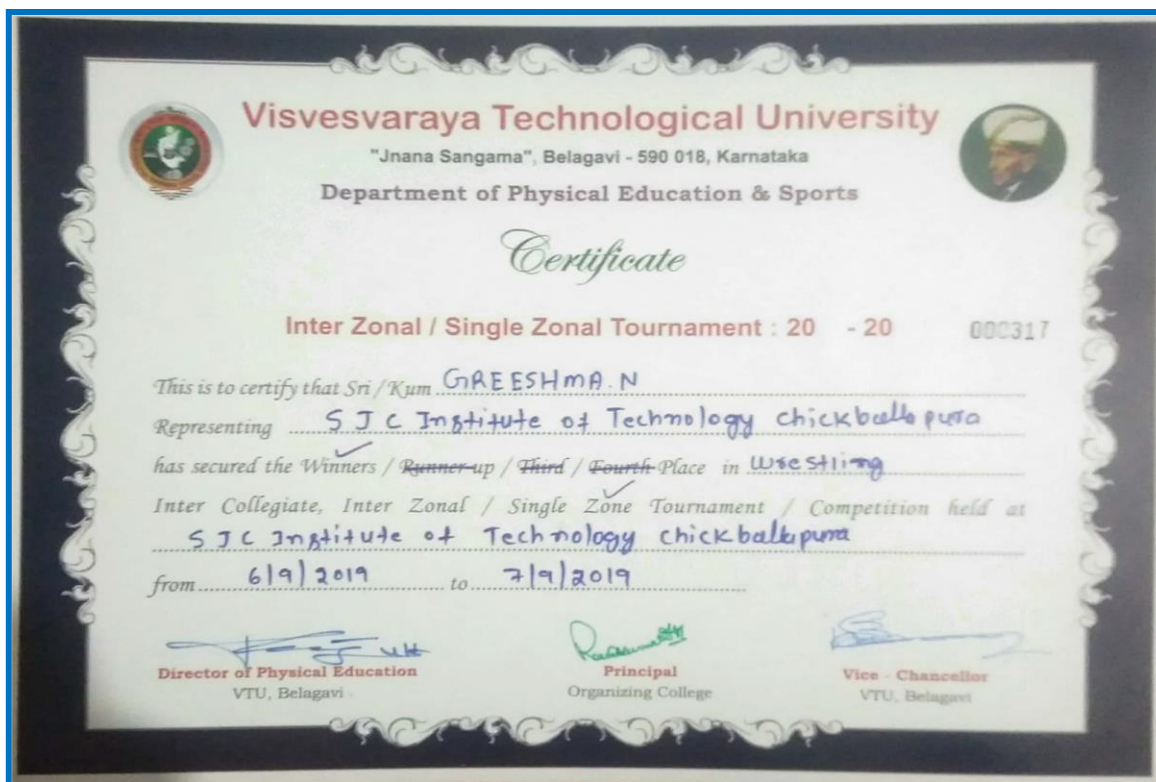 Visvesvaraya Technological University
"Jnana Sangama", Belagavi - 590 018, Karnataka
Department of Physical Education & Sports
Certificate
Inter Zonal / Single Zonal Tournament : 20 - 20 000317
This is to certify that Sri / Kum GREESHMA. N
Representing S J C Institute of Technology chickballapura
has secured the Winners / Runner-up / Third / Fourth Place in Wrestling
Inter Collegiate, Inter Zonal / Single Zone Tournament / Competition held at
S J C Institute of Technology chickballapura
from 6/9/2019 to 7/9/2019
Director of Physical Education Principal Vice - Chancellor
VTU, Belagavi Organizing College VTU, Belagavi